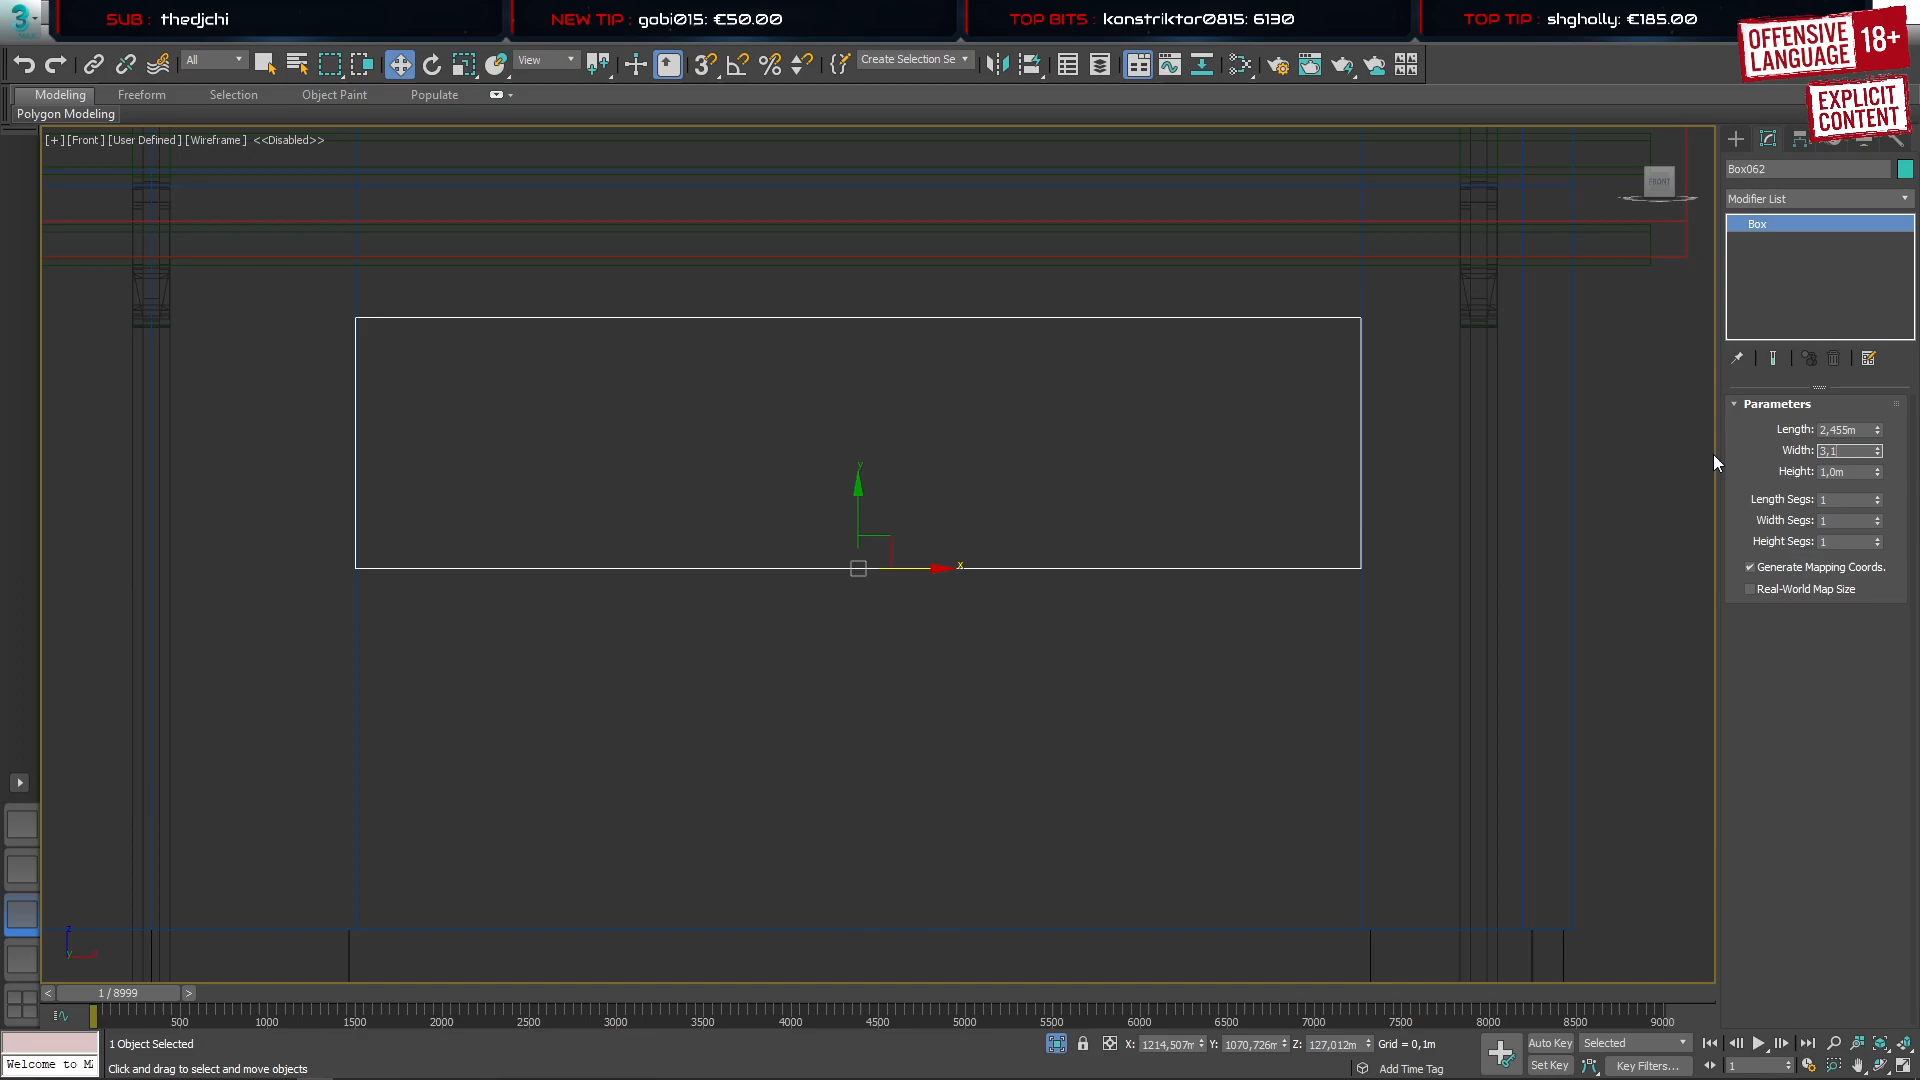 SUB : thedjchi
NEW TIP : gobi015: €50.00
TOP BITS : konstriktor0815: 6130
TOP TIP : shgholly: €185.00
OFFENSIVE LANGUAGE 18+
EXPLICIT CONTENT
All
View
Create Selection Se
Modeling
Freeform
Selection
Object Paint
Populate
Polygon Modeling
[+] [Front] [User Defined] [Wireframe] <<Disabled>>
FRONT
Box062
Modifier List
Box
Parameters
Length: 2,455m
Width: 3,1
Height: 1,0m
Length Segs: 1
Width Segs: 1
Height Segs: 1
Generate Mapping Coords.
Real-World Map Size
y
x
z
y
1 / 8999
500 1000 1500 2000 2500 3000 3500 4000 4500 5000 5500 6000 6500 7000 7500 8000 8500 9000
1 Object Selected
X: 1214,507m Y: 1070,726m Z: 127,012m Grid = 0,1m
Auto Key
Selected
Welcome to M
Click and drag to select and move objects
Add Time Tag
Set Key
Key Filters...
1